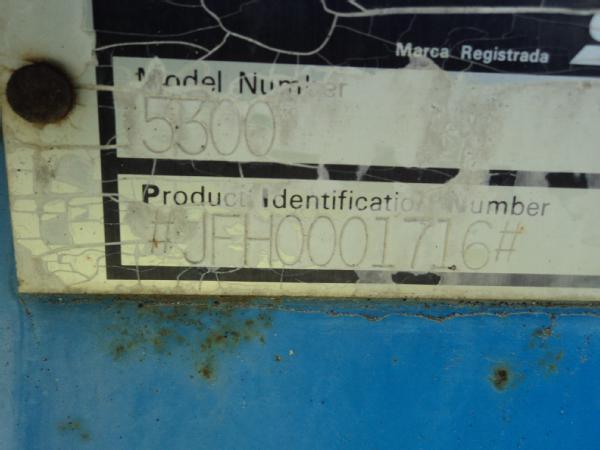 Marca Registrada
Model Number
5300
Product Identification Number
#JFH0001716#